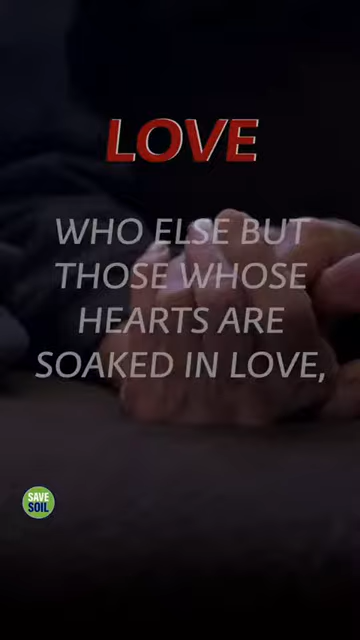 LOVE
WHO ELSE BUT
THOSE WHOSE
HEARTS ARE
SOAKED IN LOVE,
SAVE
SOIL